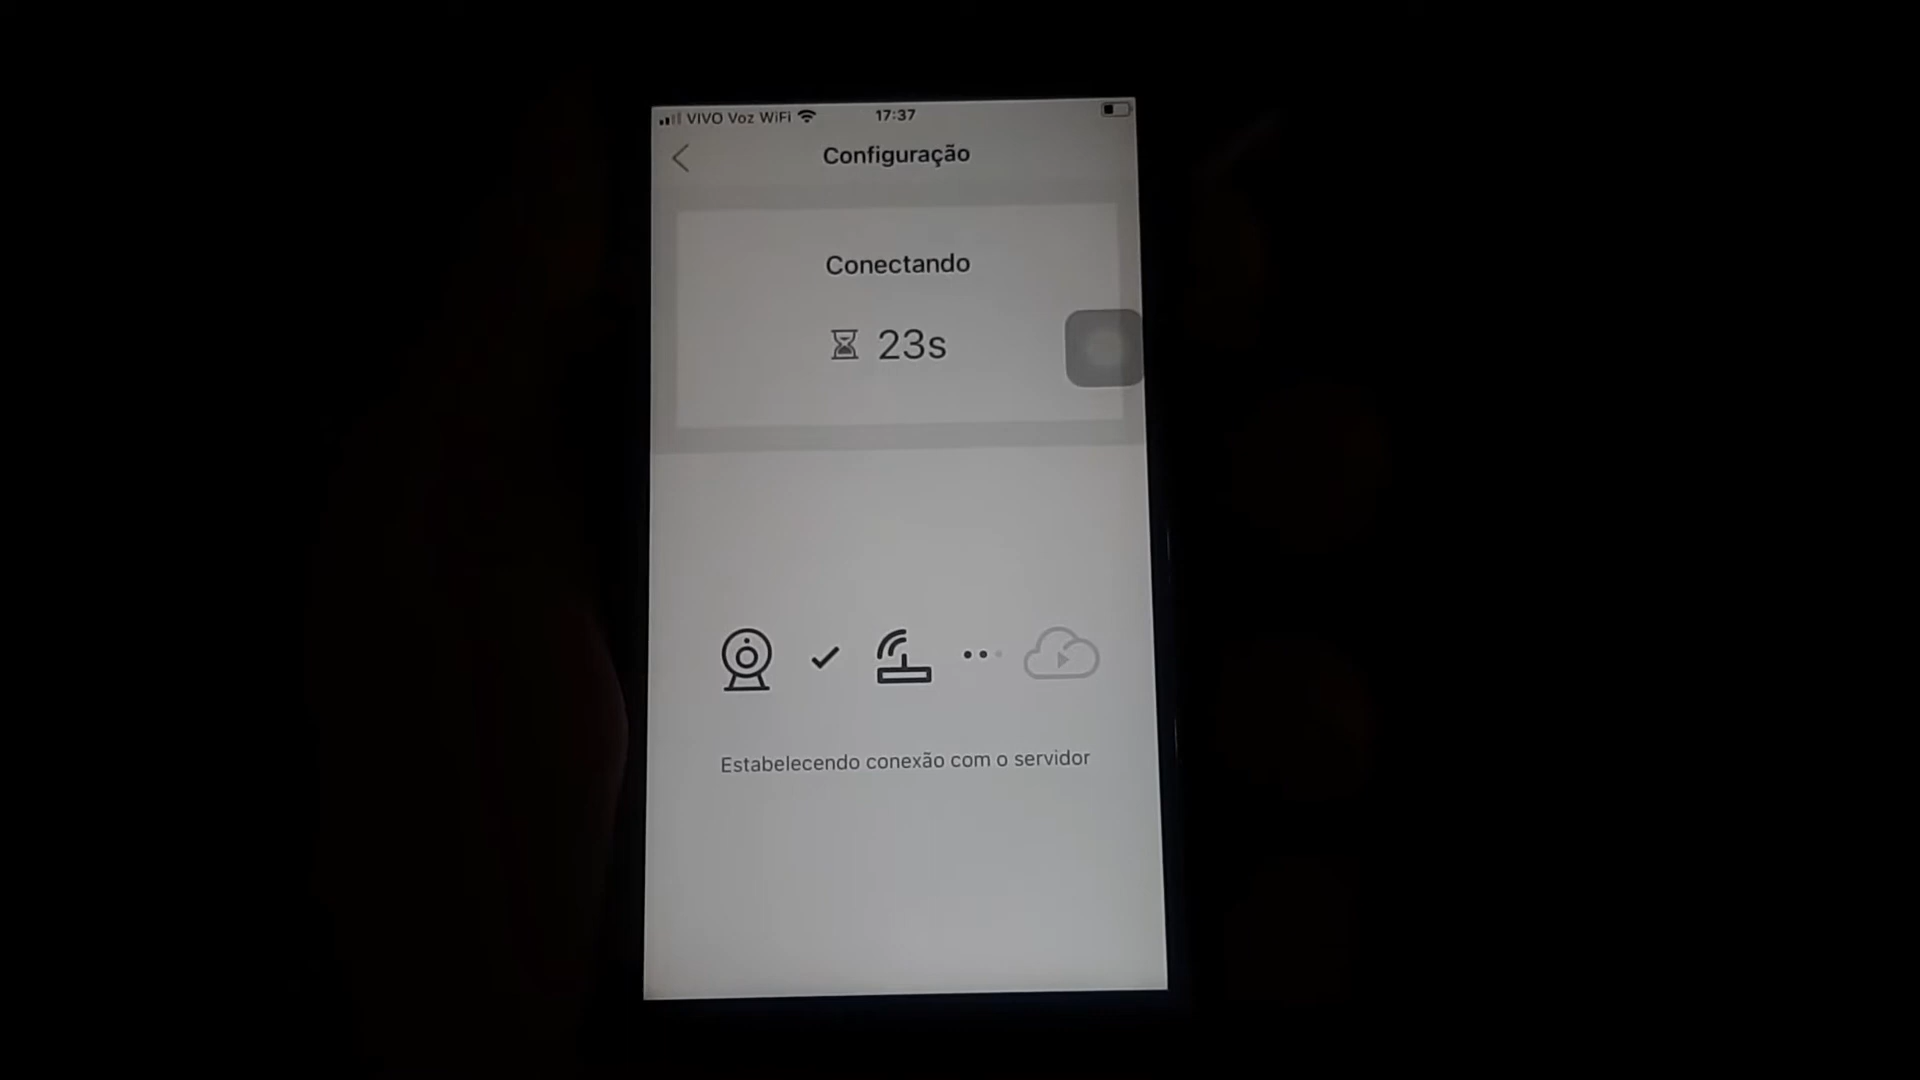 VIVO Voz WiFi 17:37
Configuração
Conectando
23s
Estabelecendo conexão com o servidor